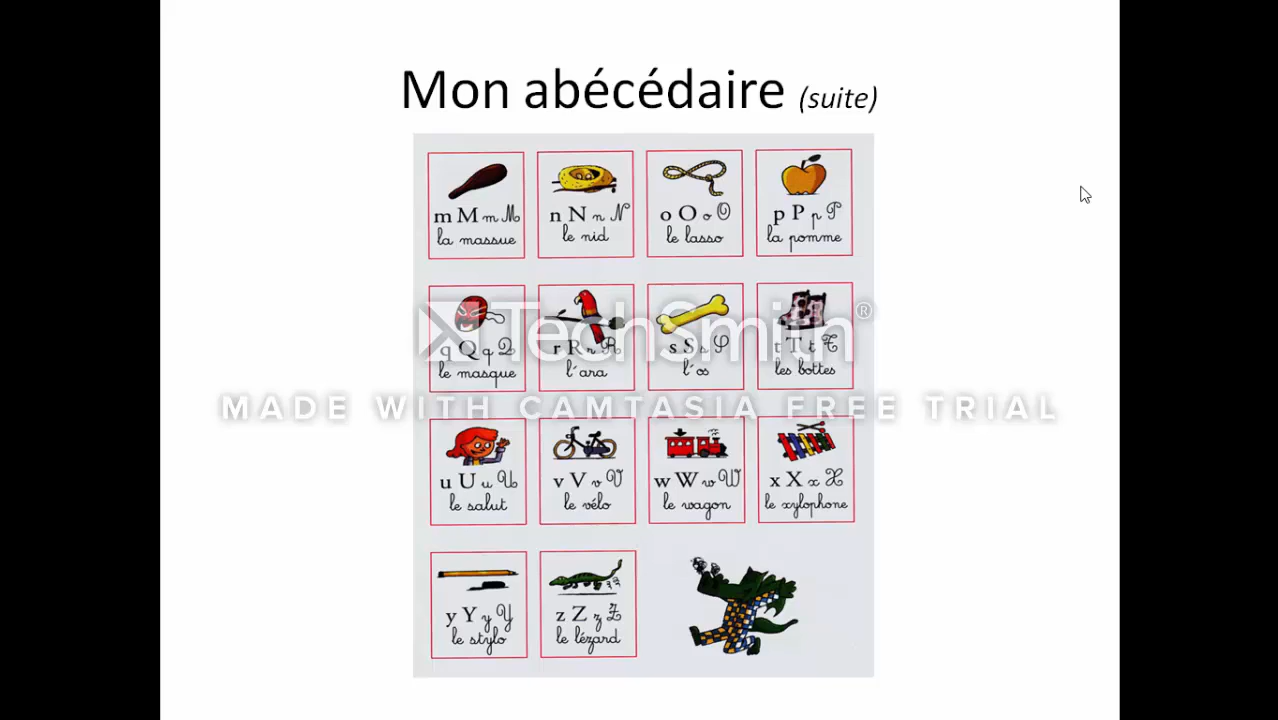 Mon abécédaire (suite)
m M m M
la massue
n N n N
le nid
o O o O
le lasso
p P p P
la pomme
q Q q Q
le masque
r R r R
l'ara
s S s S
l'os
t T t T
les bottes
TechSmith®
MADE WITH CAMTASIA FREE TRIAL
u U u U
le salut
v V v V
le vélo
w W w W
le wagon
x X x X
le xylophone
y Y y Y
le stylo
z Z z Z
le lézard